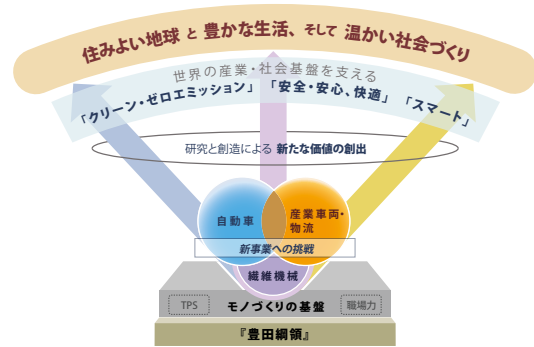 住みよい地球 と 豊かな生活、そして 温かい社会づくり
世界の産業・社会基盤を支える
「クリーン・ゼロエミッション」 「安全・安心、快適」 「スマート」
研究と創造による 新たな価値の創出
自動車
産業車両・
物流
新事業への挑戦
繊維機械
TPS
モノづくりの基盤
職場力
『豊田綱領』